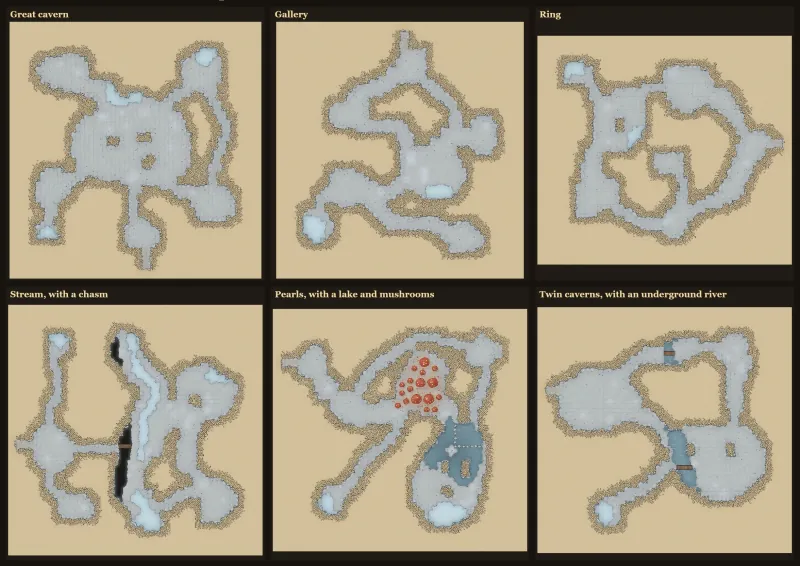 Great cavern
Gallery
Ring
Stream, with a chasm
Pearls, with a lake and mushrooms
Twin caverns, with an underground river